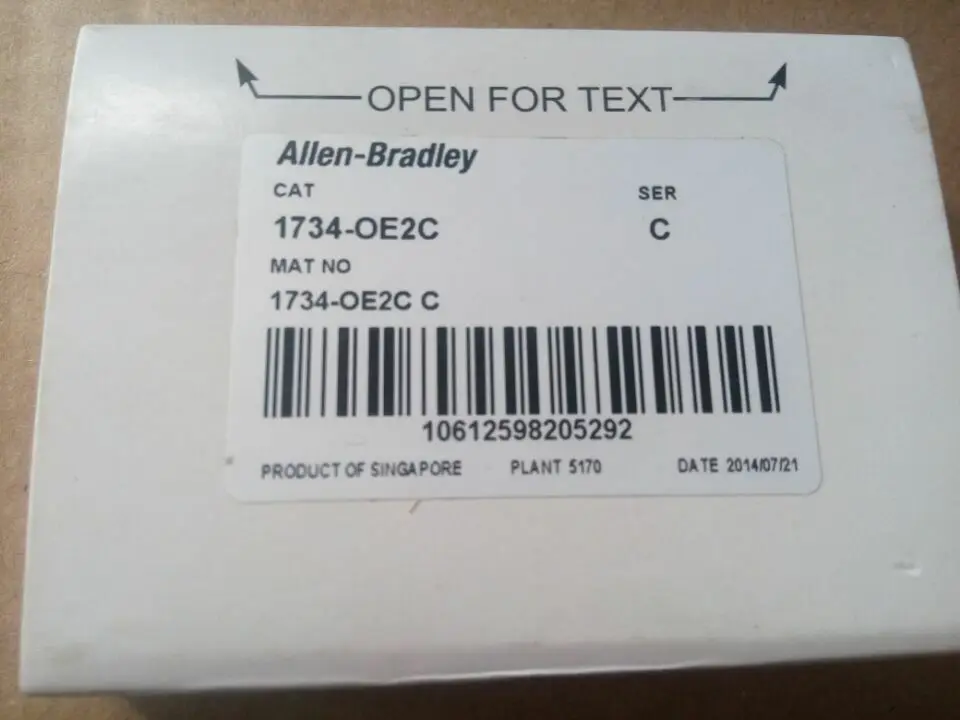 OPEN FOR TEXT
Allen-Bradley
CAT SER
1734-OE2C C
MAT NO
1734-OE2C C
10612598205292
PRODUCT OF SINGAPORE PLANT 5170 DATE 2014/07/21